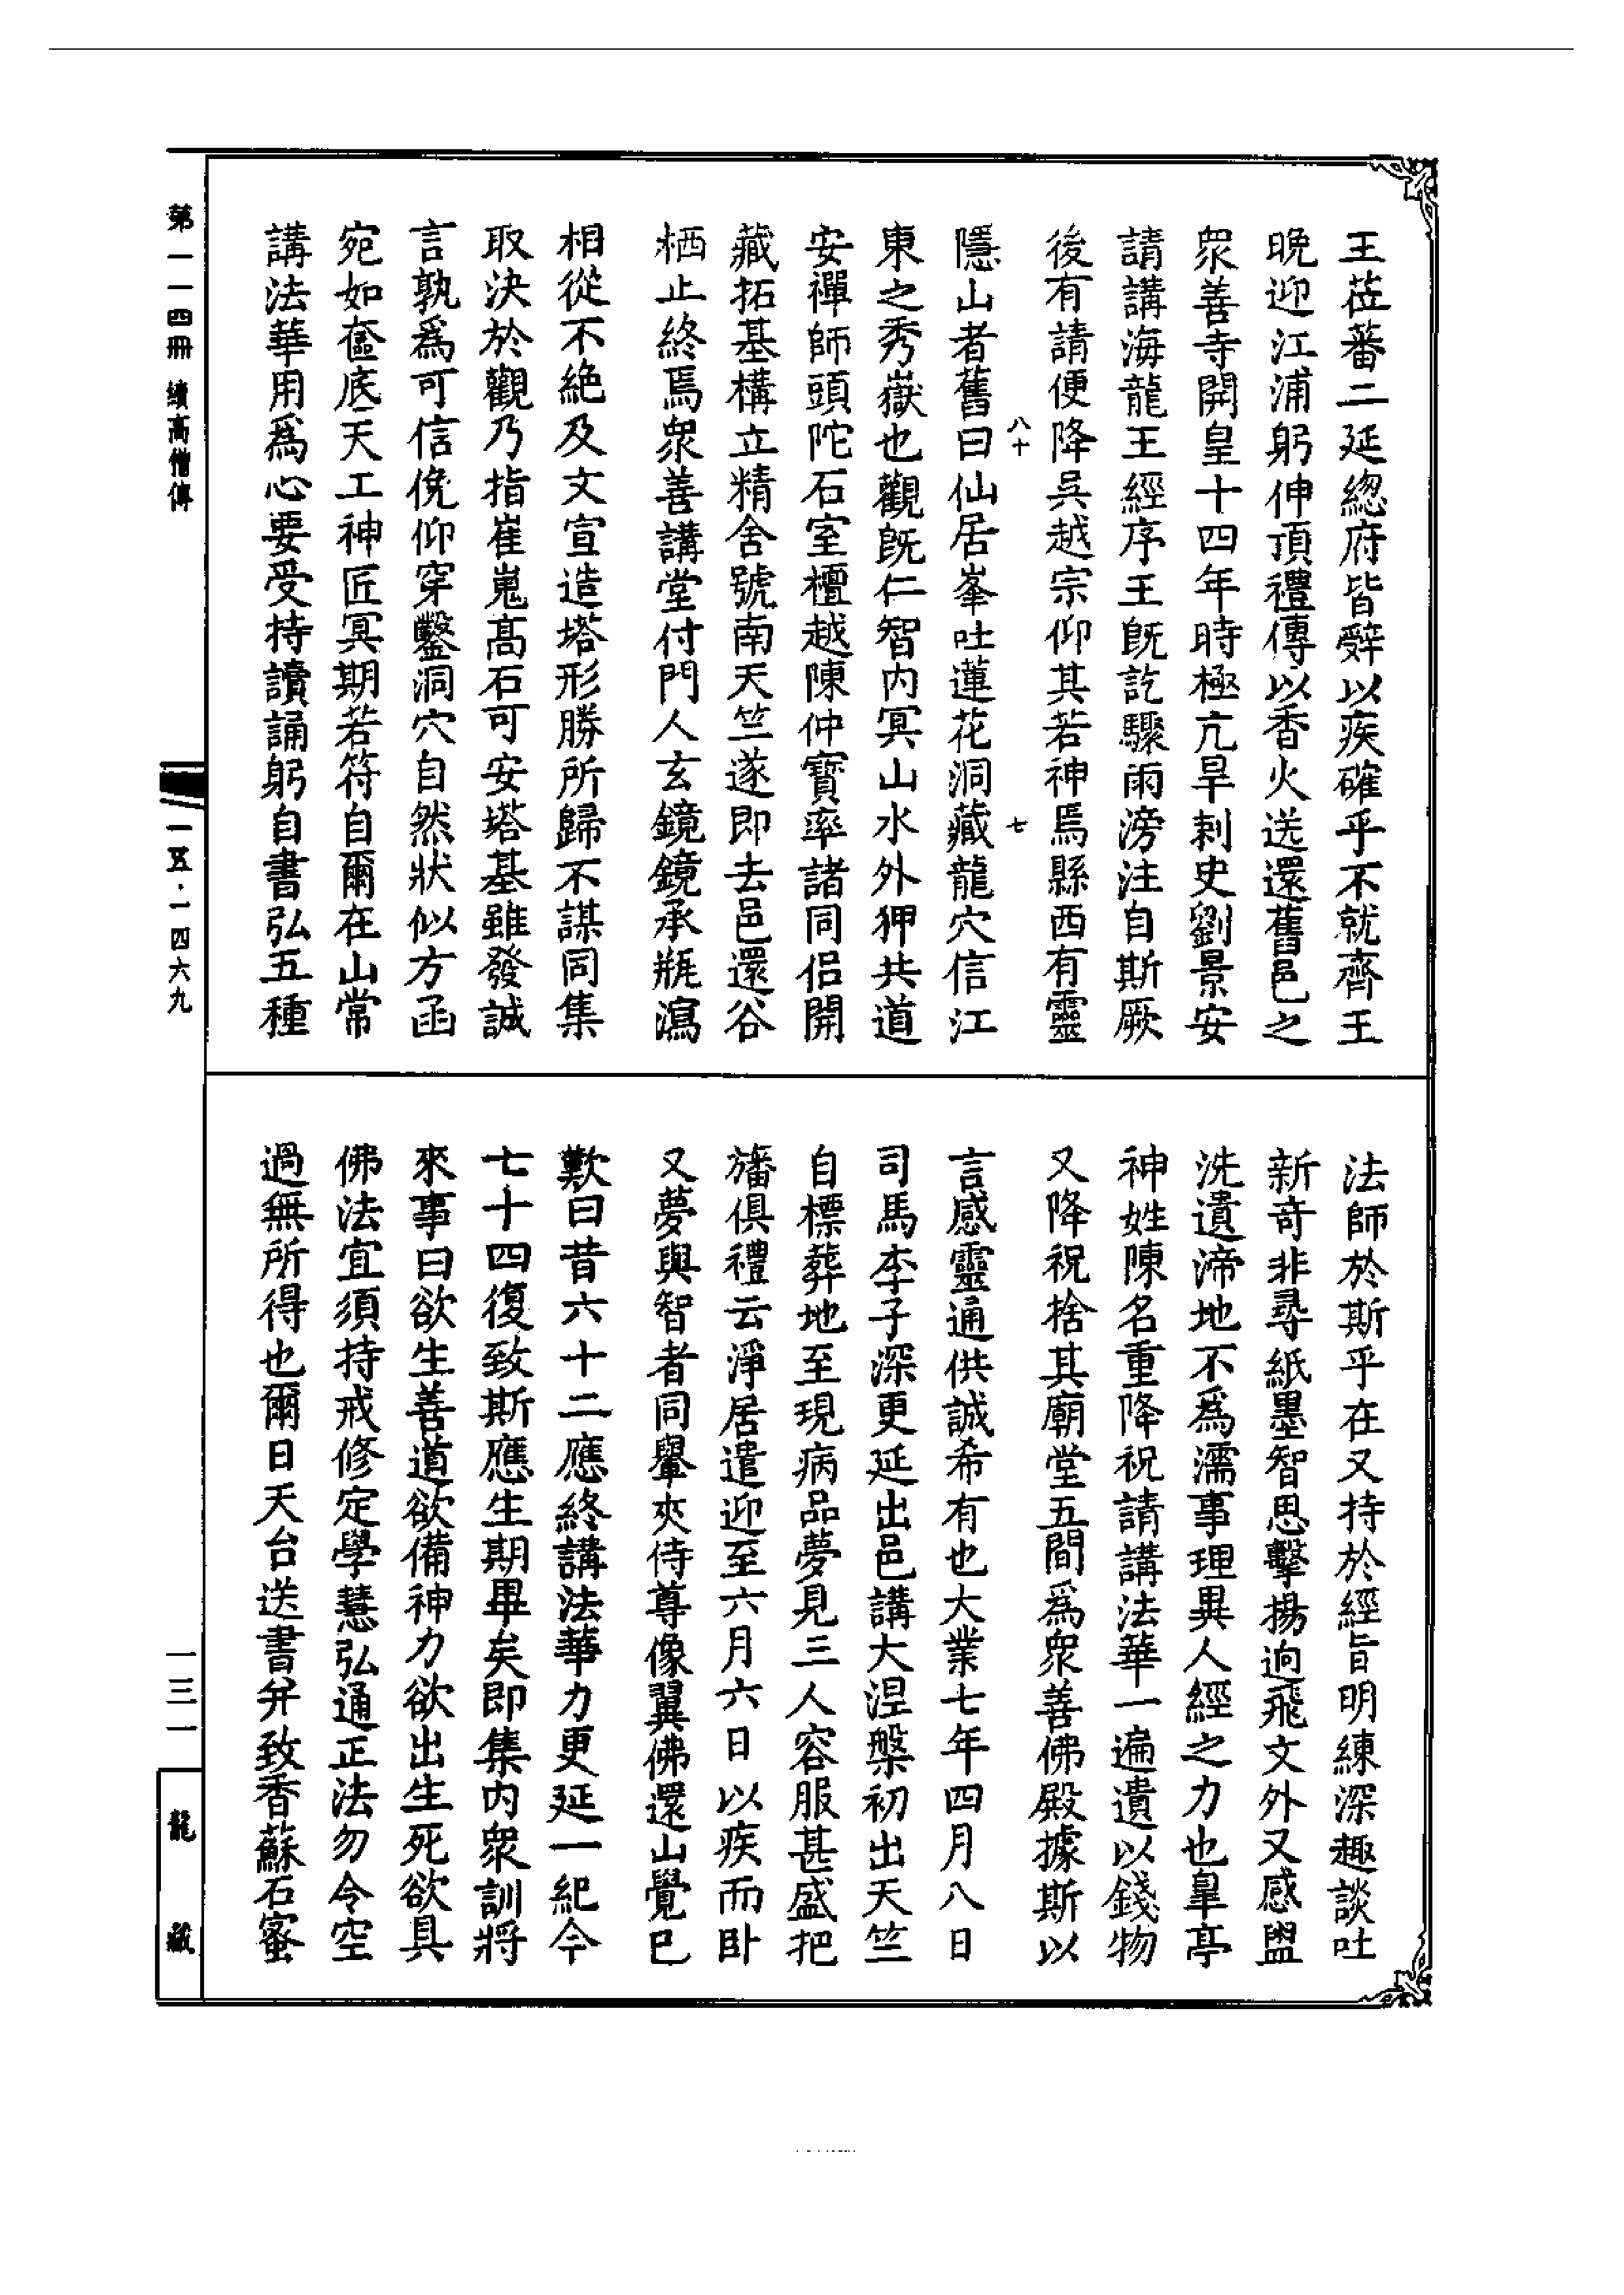 王莅蕃二延緫府皆辭以疾確乎不就齊王
晚迎江浦躬伸頂禮傳以香火送還舊邑之
衆善寺開皇十四年時極亢旱刺史劉景安
請講海龍王經序王既訖驟雨滂注自斯厥
後有請便降吳越宗仰其若神焉縣西有靈
八十 七
隱山者舊曰仙居峯吐蓮花洞藏龍穴信江
東之秀嶽也觀既仁智内冥山水外狎共道
安禪師頭陀石室檀越陳仲寶率諸同侣開
藏拓基構立精舍號南天竺遂即去邑還谷
栖止終焉衆善講堂付門人玄鏡鏡承瓶瀉
相從不絶及文宣造塔形勝所歸不謀同集
取決於觀乃指崔嵬高石可安塔基雖發誠
言孰爲可信俛仰穿鑿洞穴自然狀似方函
宛如奩底天工神匠冥期若符自爾在山常
講法華用爲心要受持讀誦躬自書弘五種
法師於斯乎在又持於經旨明練深趣談吐
新奇非尋紙墨智思擊揚逈飛文外又感盥
洗遺渧地不爲濡事理異人經之力也臯亭
神姓陳名重降祝請講法華一遍遺以錢物
又降祝捨其廟堂五間爲衆善佛殿據斯以
言感靈通供誠希有也大業七年四月八日
司馬李子深更延出邑講大涅槃初出天竺
自標葬地至現病品夢見三人容服甚盛把
旛俱禮云淨居遣迎至六月六日以疾而卧
又夢與智者同轝夾侍尊像翼佛還山覺已
歎曰昔六十二應終講法華力更延一紀今
七十四復致斯應生期畢矣即集内衆訓將
來事曰欲生善道欲備神力欲出生死欲具
佛法宜須持戒修定學慧弘通正法勿令空
過無所得也爾日天台送書并致香蘇石蜜
第一一四冊 續高僧傳
一五·一四六九
一三一
龍藏